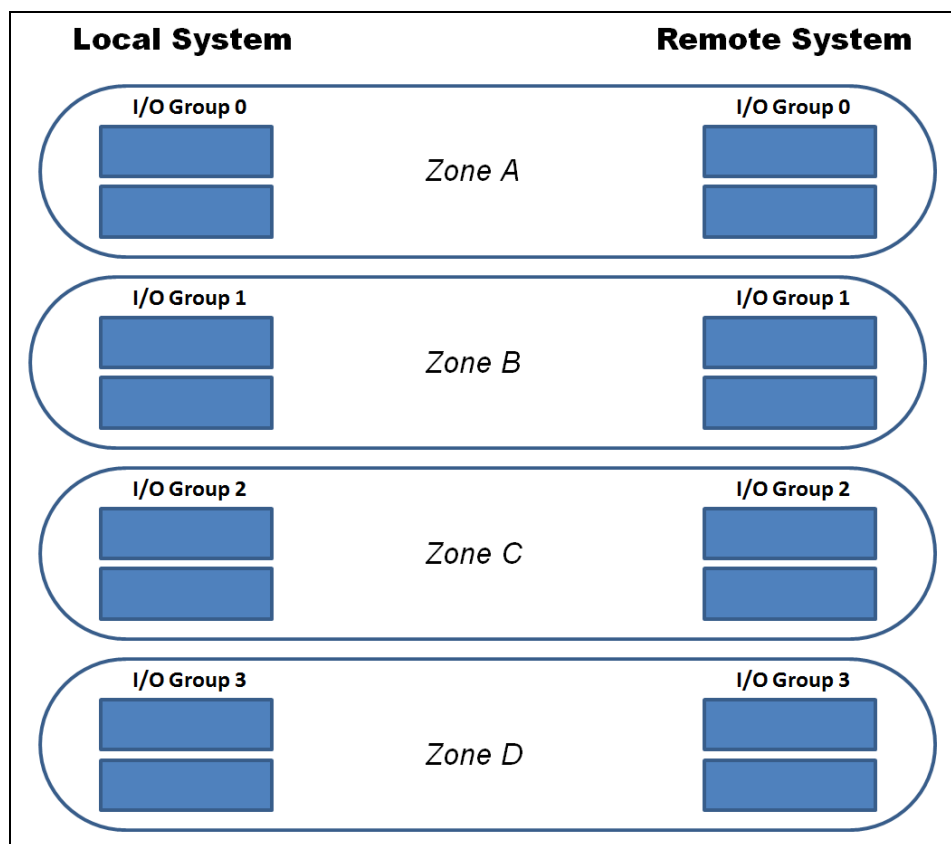 Local System Remote System
I/O Group 0 I/O Group 0
Zone A
I/O Group 1 I/O Group 1
Zone B
I/O Group 2 I/O Group 2
Zone C
I/O Group 3 I/O Group 3
Zone D